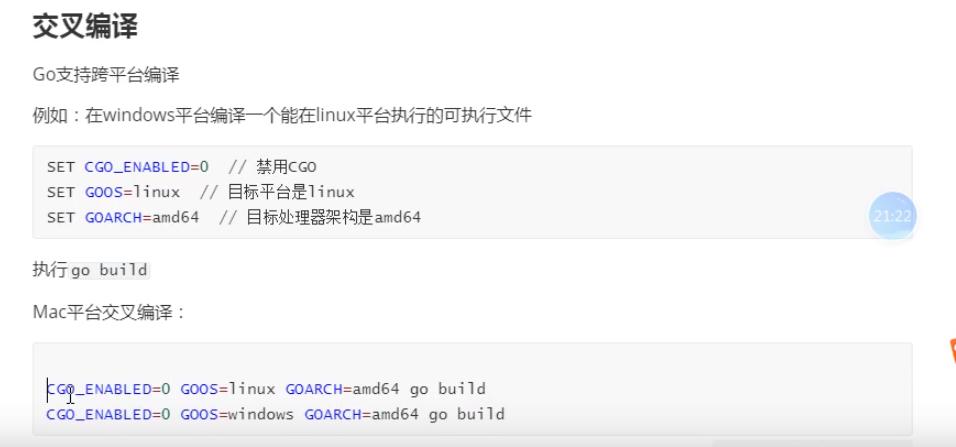 交叉编译
Go支持跨平台编译
例如：在windows平台编译一个能在linux平台执行的可执行文件
SET CGO_ENABLED=0  // 禁用CGO
SET GOOS=linux  // 目标平台是linux
SET GOARCH=amd64  // 目标处理器架构是amd64
21:22
执行go build
Mac平台交叉编译：
CGO_ENABLED=0 GOOS=linux GOARCH=amd64 go build
CGO_ENABLED=0 GOOS=windows GOARCH=amd64 go build